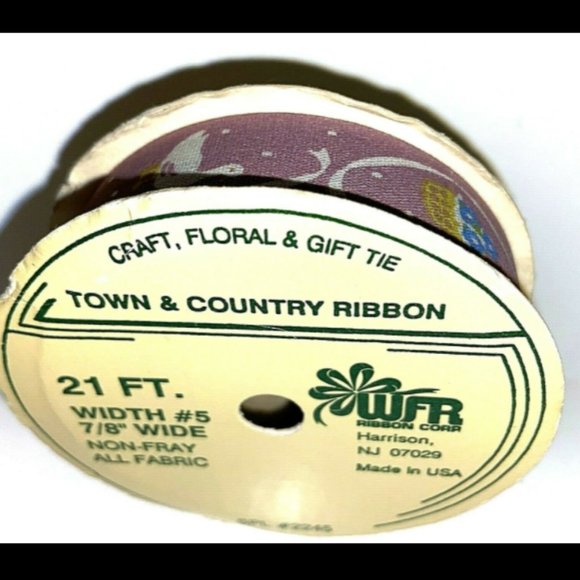 CRAFT, FLORAL & GIFT TIE
TOWN & COUNTRY RIBBON
21 FT.
WIDTH #5
7/8" WIDE
NON-FRAY
ALL FABRIC
WFR
RIBBON CORP
Harrison,
NJ 07029
Made in USA